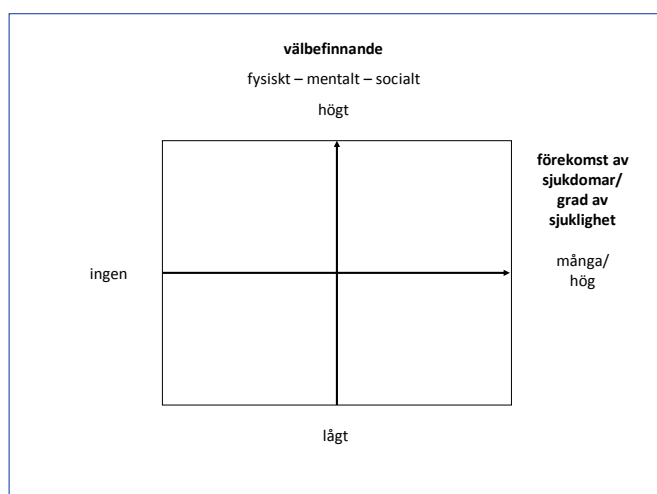 välbefinnande
fysiskt – mentalt – socialt
högt
förekomst av
sjukdomar/
grad av
sjuklighet
ingen
många/
hög
lågt